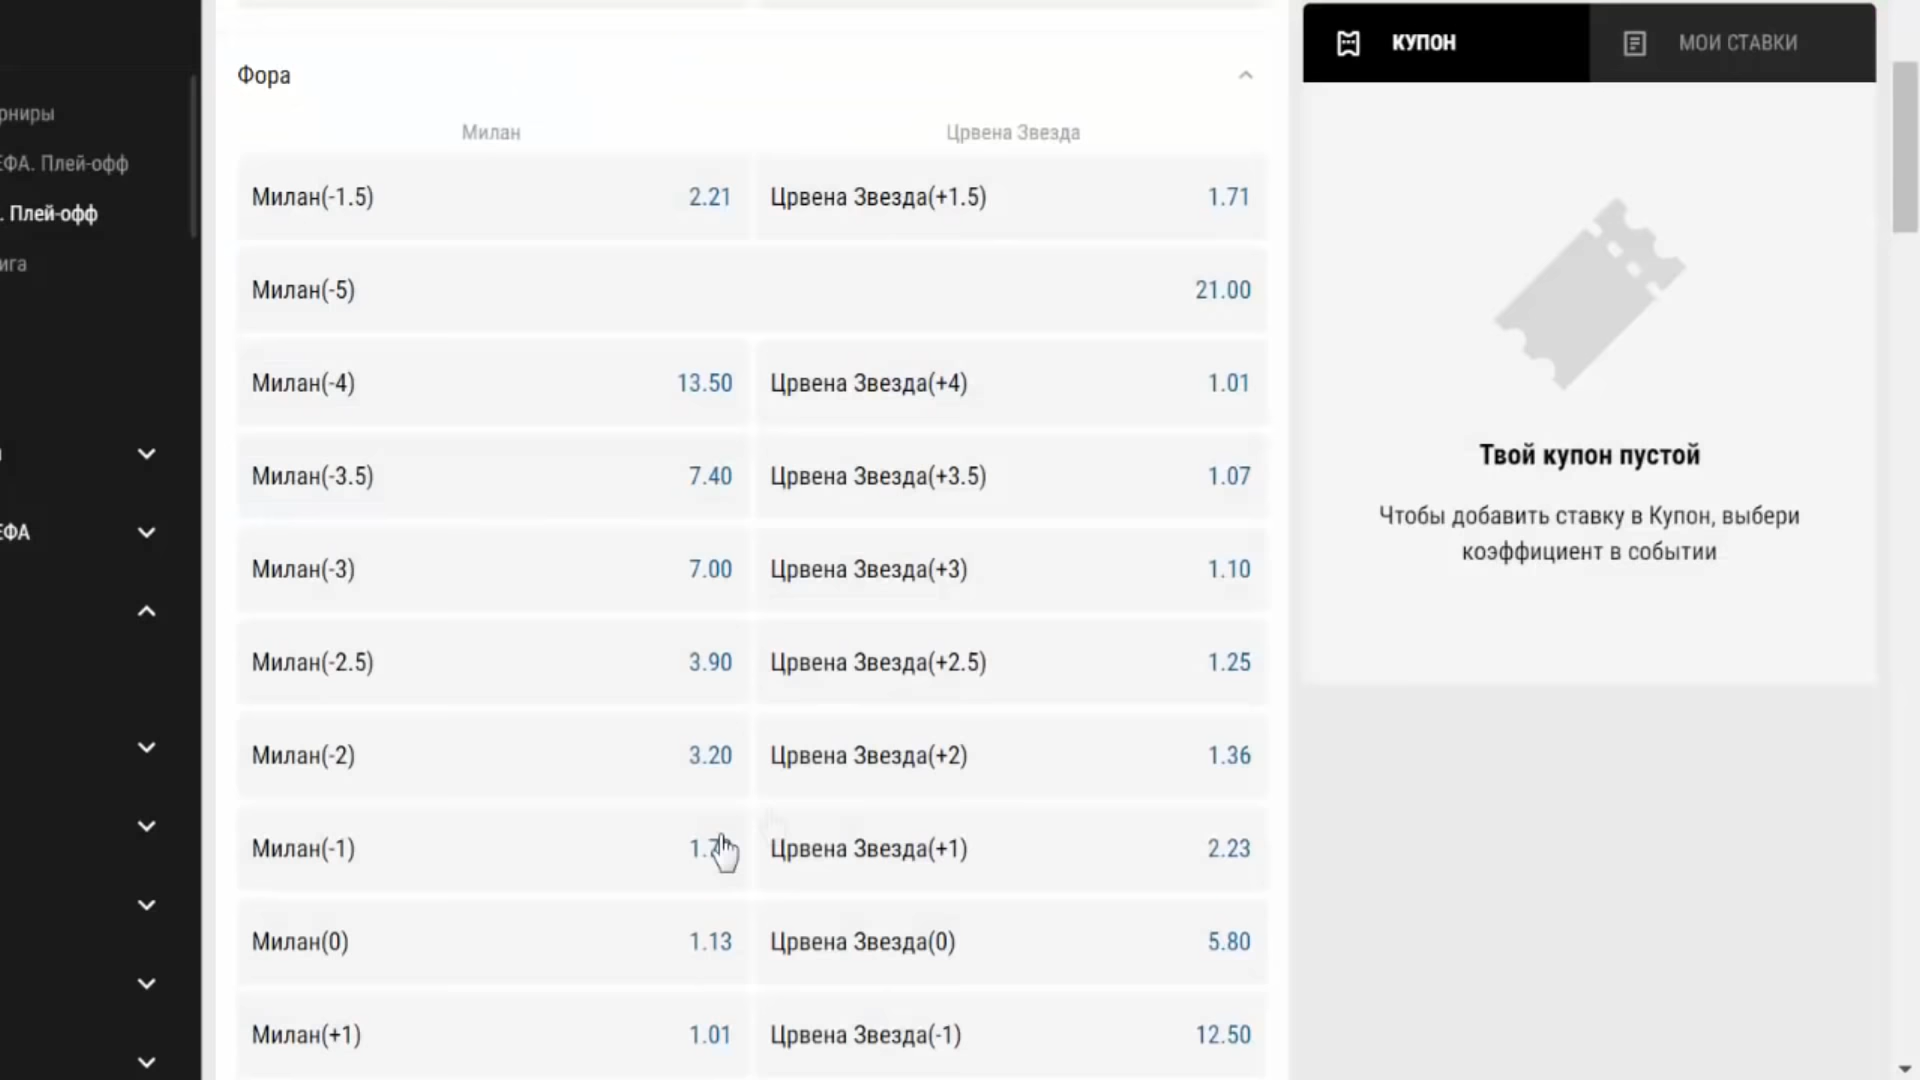 КУПОН
МОИ СТАВКИ
Фора
Милан
Црвена Звезда
Милан(-1.5) 2.21 Црвена Звезда(+1.5) 1.71
Милан(-5) 21.00
Милан(-4) 13.50 Црвена Звезда(+4) 1.01
Милан(-3.5) 7.40 Црвена Звезда(+3.5) 1.07
Милан(-3) 7.00 Црвена Звезда(+3) 1.10
Милан(-2.5) 3.90 Црвена Звезда(+2.5) 1.25
Милан(-2) 3.20 Црвена Звезда(+2) 1.36
Милан(-1) Црвена Звезда(+1) 2.23
Милан(0) 1.13 Црвена Звезда(0) 5.80
Милан(+1) 1.01 Црвена Звезда(-1) 12.50
рниры
ЕФА. Плей-офф
. Плей-офф
ига
ЕФА
Твой купон пустой
Чтобы добавить ставку в Купон, выбери
коэффициент в событии